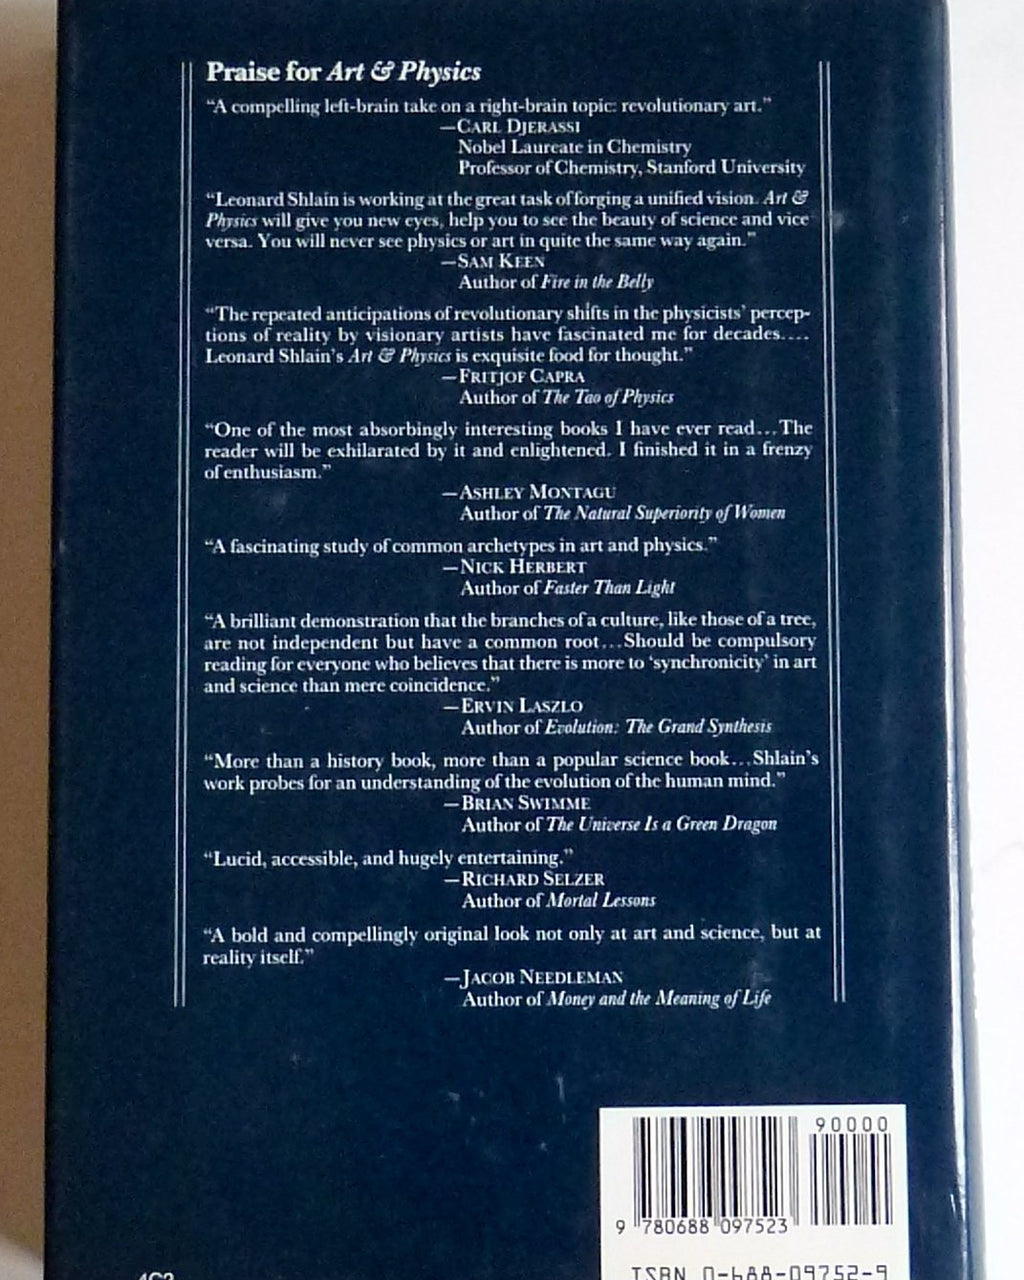 Praise for Art & Physics
“A compelling left-brain take on a right-brain topic: revolutionary art.”
—CARL DJERASSI
Nobel Laureate in Chemistry
Professor of Chemistry, Stanford University
“Leonard Shlain is working at the great task of forging a unified vision. Art &
Physics will give you new eyes, help you to see the beauty of science and vice
versa. You will never see physics or art in quite the same way again.”
—SAM KEEN
Author of Fire in the Belly
“The repeated anticipations of revolutionary shifts in the physicists’ percep-
tions of reality by visionary artists have fascinated me for decades....
Leonard Shlain’s Art & Physics is exquisite food for thought.”
—FRITJOF CAPRA
Author of The Tao of Physics
“One of the most absorbingly interesting books I have ever read...The
reader will be exhilarated by it and enlightened. I finished it in a frenzy
of enthusiasm.”
—ASHLEY MONTAGU
Author of The Natural Superiority of Women
“A fascinating study of common archetypes in art and physics.”
—NICK HERBERT
Author of Faster Than Light
“A brilliant demonstration that the branches of a culture, like those of a tree,
are not independent but have a common root...Should be compulsory
reading for everyone who believes that there is more to ‘synchronicity’ in art
and science than mere coincidence.”
—ERVIN LASZLO
Author of Evolution: The Grand Synthesis
“More than a history book, more than a popular science book...Shlain’s
work probes for an understanding of the evolution of the human mind.”
—BRIAN SWIMME
Author of The Universe Is a Green Dragon
“Lucid, accessible, and hugely entertaining.”
—RICHARD SELZER
Author of Mortal Lessons
“A bold and compellingly original look not only at art and science, but at
reality itself.”
—JACOB NEEDLEMAN
Author of Money and the Meaning of Life
90000
9 780688 097523
ISBN 0-688-09752-9